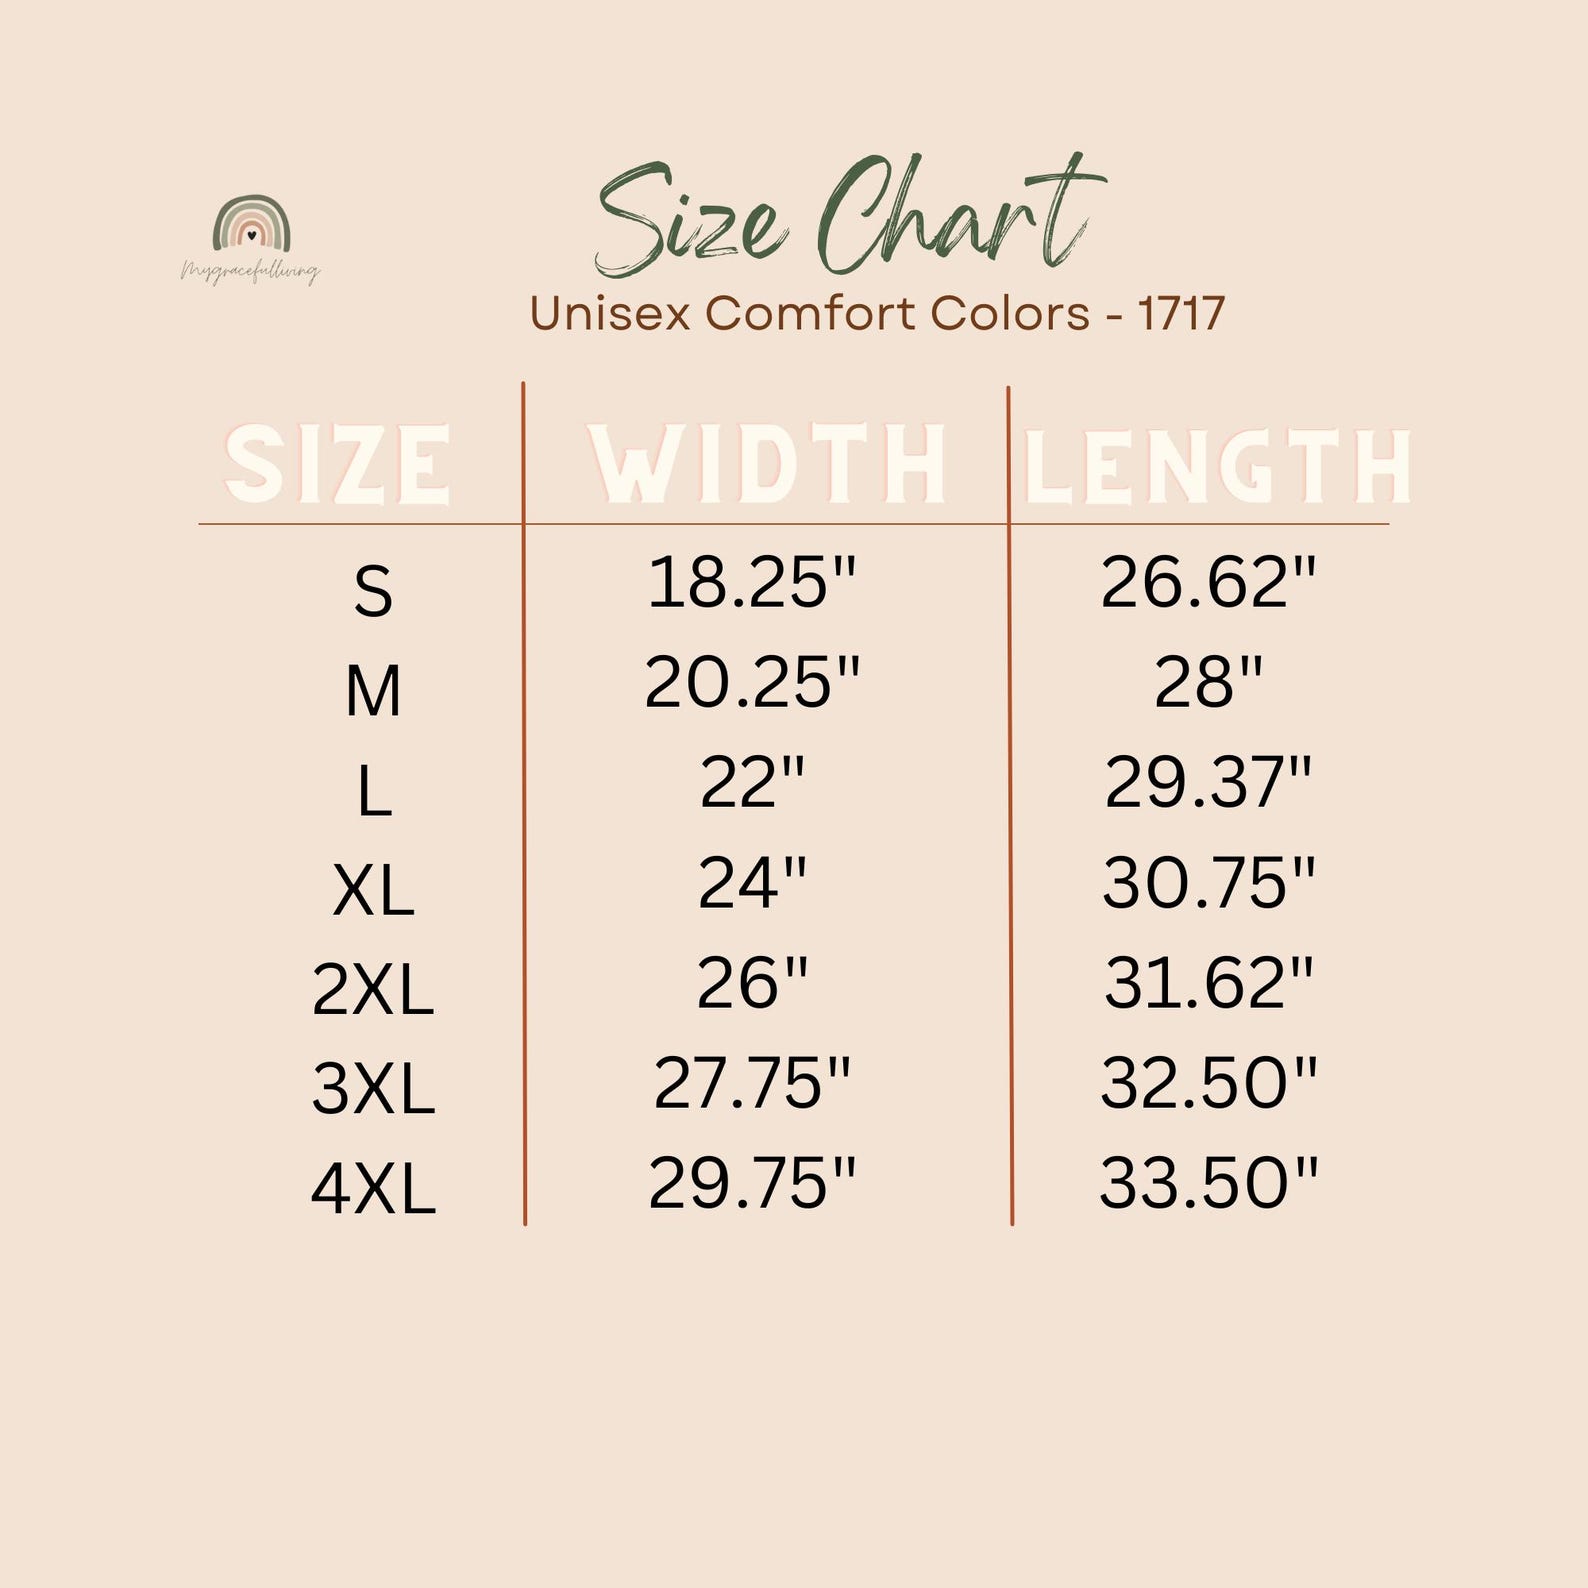 Size Chart
Mygracefulliving
Unisex Comfort Colors - 1717
SIZE WIDTH LENGTH
S 18.25" 26.62"
M 20.25" 28"
L 22" 29.37"
XL 24" 30.75"
2XL 26" 31.62"
3XL 27.75" 32.50"
4XL 29.75" 33.50"